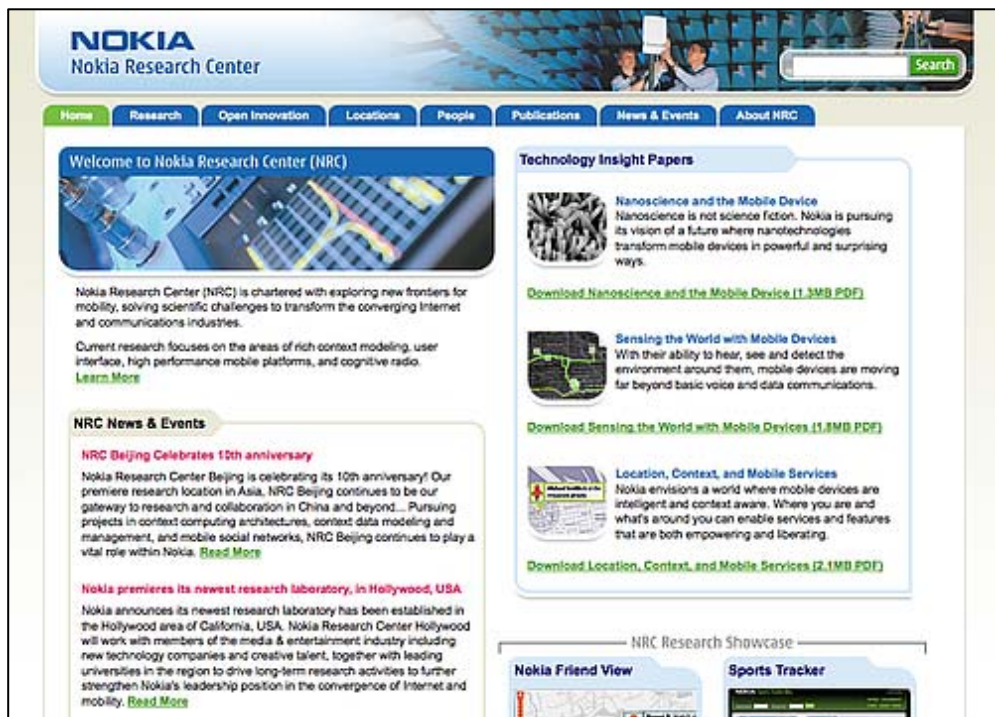 NOKIA
Nokia Research Center
Search
Home Research Open Innovation Locations People Publications News & Events About NRC
Welcome to Nokia Research Center (NRC)
Nokia Research Center (NRC) is chartered with exploring new frontiers for
mobility, solving scientific challenges to transform the converging Internet
and communications industries.
Current research focuses on the areas of rich context modeling, user
interface, high performance mobile platforms, and cognitive radio.
Learn More
NRC News & Events
NRC Beijing Celebrates 10th anniversary
Nokia Research Center Beijing is celebrating its 10th anniversary! Our
premiere research location in Asia, NRC Beijing continues to be our
gateway to research and collaboration in China and beyond... Pursuing
projects in context computing architectures, context data modeling and
management, and mobile social networks, NRC Beijing continues to play a
vital role within Nokia. Read More
Nokia premieres its newest research laboratory, in Hollywood, USA
Nokia announces its newest research laboratory has been established in
the Hollywood area of California, USA. Nokia Research Center Hollywood
will work with members of the media & entertainment industry including
new technology companies and creative talent, together with leading
universities in the region to drive long-term research activities to further
strengthen Nokia's leadership position in the convergence of Internet and
mobility. Read More
Technology Insight Papers
Nanoscience and the Mobile Device
Nanoscience is not science fiction. Nokia is pursuing
its vision of a future where nanotechnologies
transform mobile devices in powerful and surprising
ways.
Download Nanoscience and the Mobile Device (1.3MB PDF)
Sensing the World with Mobile Devices
With their ability to hear, see and detect the
environment around them, mobile devices are moving
far beyond basic voice and data communications.
Download Sensing the World with Mobile Devices (1.8MB PDF)
Location, Context, and Mobile Services
Nokia envisions a world where mobile devices are
intelligent and context aware. Where you are and
what's around you can enable services and features
that are both empowering and liberating.
Download Location, Context, and Mobile Services (2.1MB PDF)
NRC Research Showcase
Nokia Friend View
Sports Tracker
NOKIA